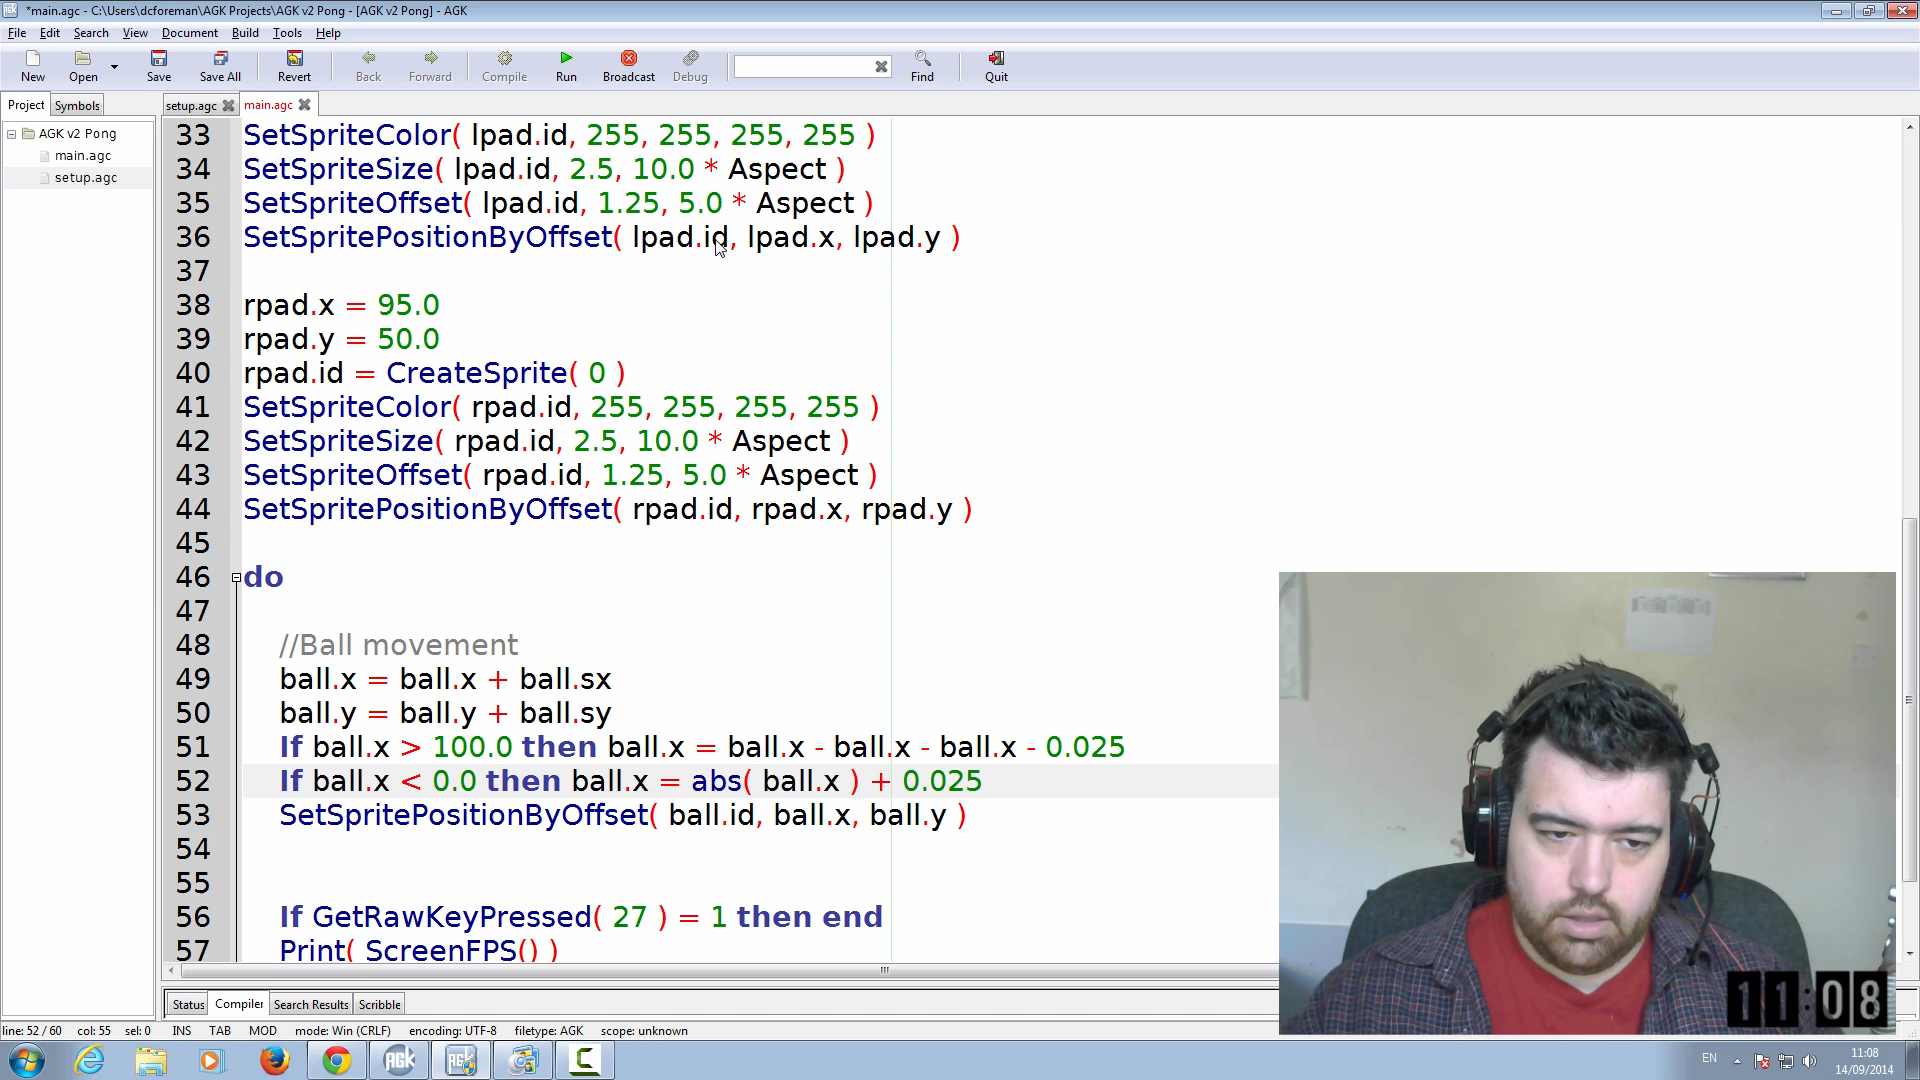 *main.agc - C:\Users\dcforeman\AGK Projects\AGK v2 Pong - [AGK v2 Pong] - AGK
File Edit Search View Document Build Tools Help
New Open Save Save All Revert Back Forward Compile Run Broadcast Debug Find Quit
Project Symbols setup.agc main.agc
AGK v2 Pong
main.agc
setup.agc
33 SetSpriteColor( lpad.id, 255, 255, 255, 255 )
34 SetSpriteSize( lpad.id, 2.5, 10.0 * Aspect )
35 SetSpriteOffset( lpad.id, 1.25, 5.0 * Aspect )
36 SetSpritePositionByOffset( lpad.id, lpad.x, lpad.y )
37
38 rpad.x = 95.0
39 rpad.y = 50.0
40 rpad.id = CreateSprite( 0 )
41 SetSpriteColor( rpad.id, 255, 255, 255, 255 )
42 SetSpriteSize( rpad.id, 2.5, 10.0 * Aspect )
43 SetSpriteOffset( rpad.id, 1.25, 5.0 * Aspect )
44 SetSpritePositionByOffset( rpad.id, rpad.x, rpad.y )
45
46 do
47
48 //Ball movement
49 ball.x = ball.x + ball.sx
50 ball.y = ball.y + ball.sy
51 If ball.x > 100.0 then ball.x = ball.x - ball.x - ball.x - 0.025
52 If ball.x < 0.0 then ball.x = abs( ball.x ) + 0.025
53 SetSpritePositionByOffset( ball.id, ball.x, ball.y )
54
55
56 If GetRawKeyPressed( 27 ) = 1 then end
57 Print( ScreenFPS() )
Status Compiler Search Results Scribble
line: 52 / 60 col: 55 sel: 0 INS TAB MOD mode: Win (CRLF) encoding: UTF-8 filetype: AGK scope: unknown
11:08
AGK
AGK
EN
11:08
14/09/2014